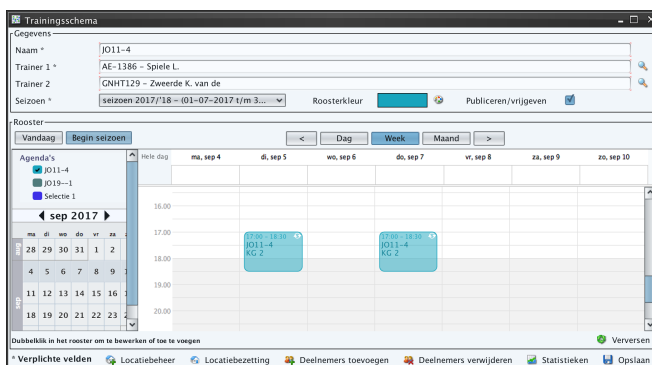 Trainingsschema
Gegevens
Naam * JO11-4
Trainer 1 * AE-1386 - Spiele L.
Trainer 2 GNHT129 - Zweerde K. van de
Seizoen * seizoen 2017/'18 - (01-07-2017 t/m 3... Roosterkleur Publiceren/vrijgeven
Rooster
Vandaag Begin seizoen < Dag Week Maand >
Agenda's
JO11-4
JO19--1
Selectie 1
sep 2017
ma di wo do vr za
aug 28 29 30 31 1 2
4 5 6 7 8 9
sep 11 12 13 14 15 16
18 19 20 21 22 23
Hele dag ma, sep 4 di, sep 5 wo, sep 6 do, sep 7 vr, sep 8 za, sep 9 zo, sep 10
16.00
17.00
18.00
19.00
20.00
17:00 - 18:30
JO11-4
KG 2
17:00 - 18:30
JO11-4
KG 2
Dubbelklik in het rooster om te bewerken of toe te voegen
Verversen
* Verplichte velden Locatiebeheer Locatiebezetting Deelnemers toevoegen Deelnemers verwijderen Statistieken Opslaan